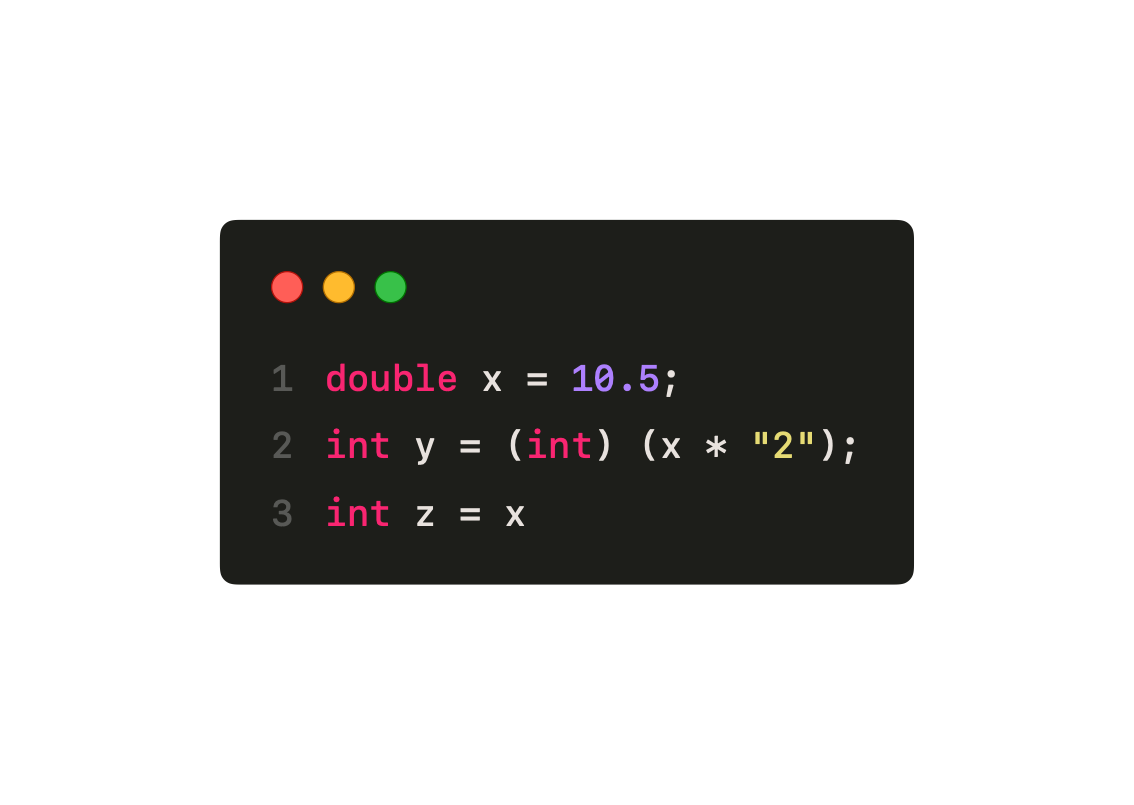 1 double x = 10.5;
2 int y = (int) (x * "2");
3 int z = x